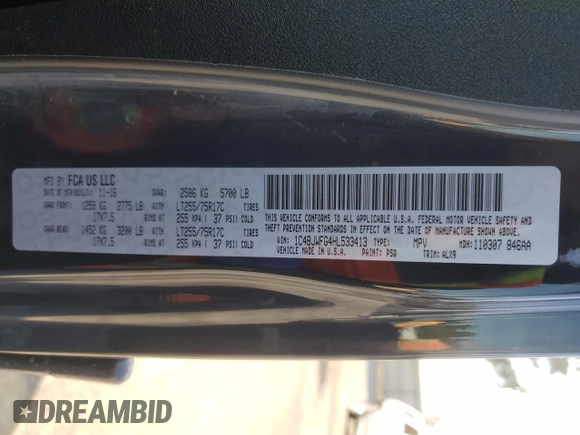 MFD BY FCA US LLC
DATE OF MFR 11-16 GVWR: 2586 KG 5700 LB
GAWR FRONT: 1259 KG 2775 LB WITH LT255/75R17C TIRES
17X7.5 RIMS AT 255 KPA ( 37 PSI) COLD
GAWR REAR: 1452 KG 3200 LB WITH LT255/75R17C TIRES
17X7.5 RIMS AT 255 KPA ( 37 PSI) COLD
THIS VEHICLE CONFORMS TO ALL APPLICABLE U.S.A. FEDERAL MOTOR VEHICLE SAFETY AND
THEFT PREVENTION STANDARDS IN EFFECT ON THE DATE OF MANUFACTURE SHOWN ABOVE.
VIN: 1C4BJWFG4HL533413 TYPE: MPV MDH: 110307 846AA
VEHICLE MADE IN U.S.A. PAINT: PSQ TRIM: ALX9
DREAMBID